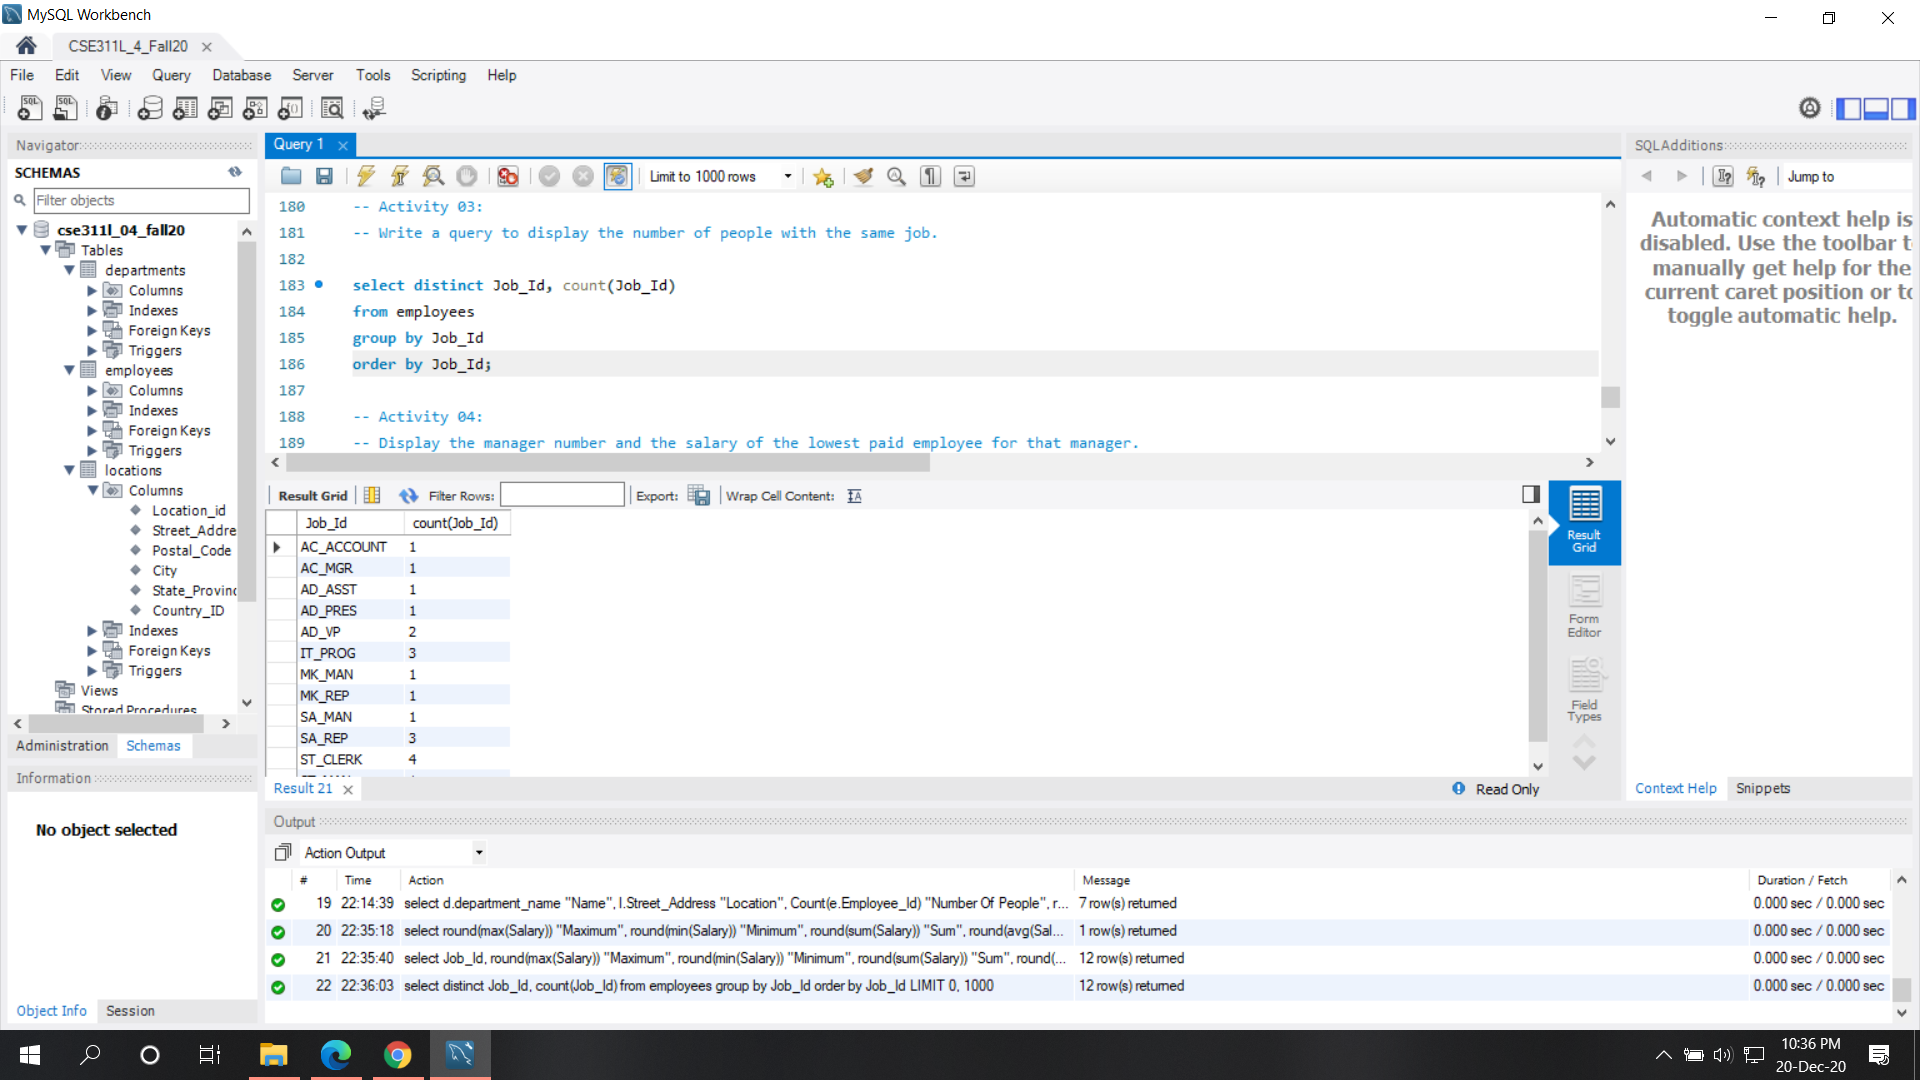 MySQL Workbench
CSE311L_4_Fall20
File Edit View Query Database Server Tools Scripting Help
Navigator
SCHEMAS
Filter objects
cse311l_04_fall20
Tables
departments
Columns
Indexes
Foreign Keys
Triggers
employees
Columns
Indexes
Foreign Keys
Triggers
locations
Columns
Location_id
Street_Addre
Postal_Code
City
State_Provinc
Country_ID
Indexes
Foreign Keys
Triggers
Views
Stored Procedures
Administration Schemas
Information
No object selected
Object Info Session
Query 1
Limit to 1000 rows
180 -- Activity 03:
181 -- Write a query to display the number of people with the same job.
182
183 select distinct Job_Id, count(Job_Id)
184 from employees
185 group by Job_Id
186 order by Job_Id;
187
188 -- Activity 04:
189 -- Display the manager number and the salary of the lowest paid employee for that manager.
Result Grid Filter Rows: Export: Wrap Cell Content:
Job_Id count(Job_Id)
AC_ACCOUNT 1
AC_MGR 1
AD_ASST 1
AD_PRES 1
AD_VP 2
IT_PROG 3
MK_MAN 1
MK_REP 1
SA_MAN 1
SA_REP 3
ST_CLERK 4
Result Grid
Form Editor
Field Types
Result 21
Read Only
SQLAdditions
Jump to
Automatic context help is
disabled. Use the toolbar t
manually get help for the
current caret position or to
toggle automatic help.
Context Help Snippets
Output
Action Output
# Time Action Message Duration / Fetch
19 22:14:39 select d.department_name "Name", l.Street_Address "Location", Count(e.Employee_Id) "Number Of People", r... 7 row(s) returned 0.000 sec / 0.000 sec
20 22:35:18 select round(max(Salary)) "Maximum", round(min(Salary)) "Minimum", round(sum(Salary)) "Sum", round(avg(Sal... 1 row(s) returned 0.000 sec / 0.000 sec
21 22:35:40 select Job_Id, round(max(Salary)) "Maximum", round(min(Salary)) "Minimum", round(sum(Salary)) "Sum", round(... 12 row(s) returned 0.000 sec / 0.000 sec
22 22:36:03 select distinct Job_Id, count(Job_Id) from employees group by Job_Id order by Job_Id LIMIT 0, 1000 12 row(s) returned 0.000 sec / 0.000 sec
10:36 PM
20-Dec-20